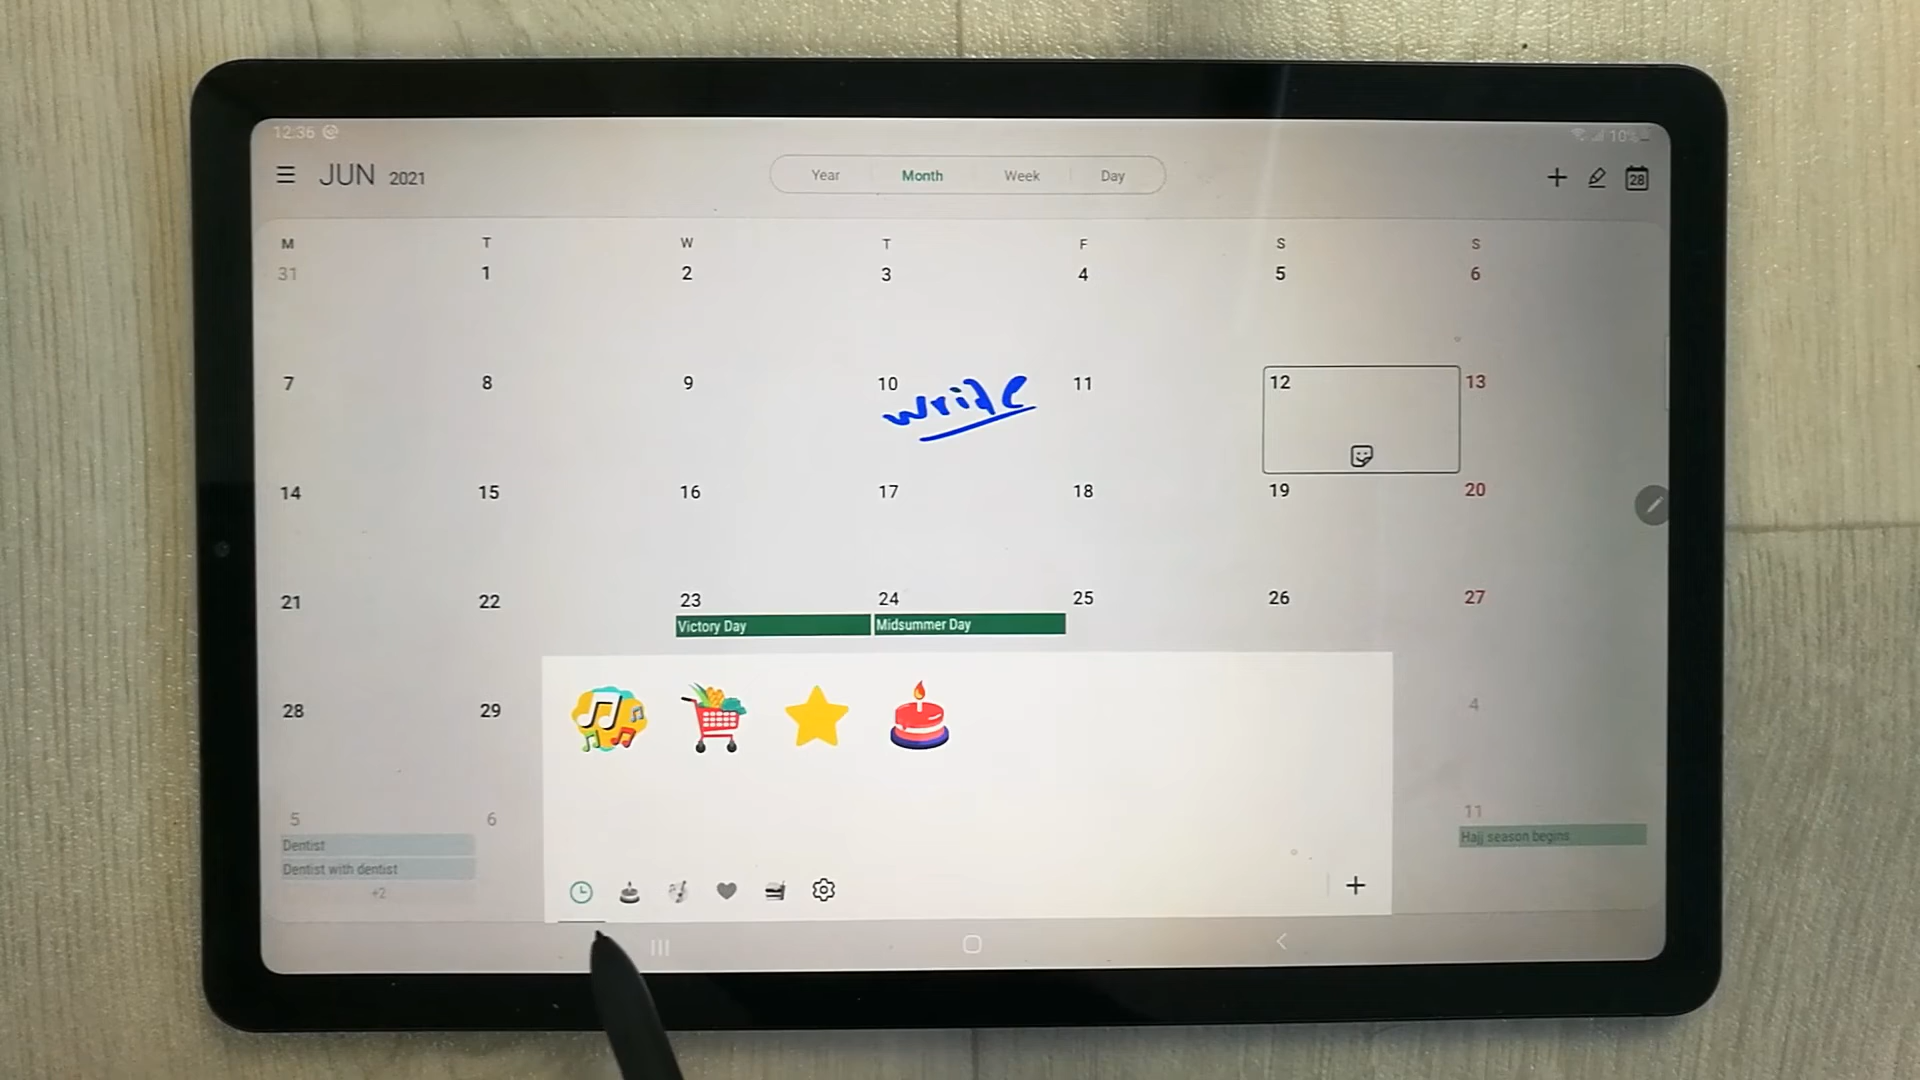 12:36 10%
JUN 2021
Year Month Week Day
28
M T W T F S S
31 1 2 3 4 5 6
7 8 9 10 11 12 13
write
14 15 16 17 18 19 20
21 22 23 24 25 26 27
Victory Day Midsummer Day
28 29 4
5 6 11
Dentist Hajj season begins
Dentist with dentist
+2